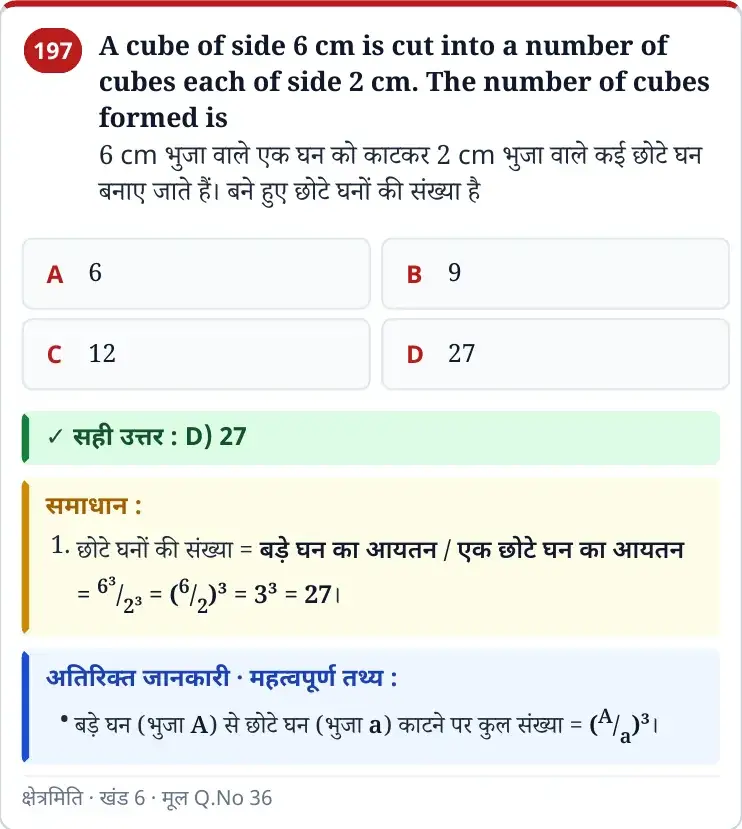 197
A cube of side 6 cm is cut into a number of
cubes each of side 2 cm. The number of cubes
formed is
6 cm भुजा वाले एक घन को काटकर 2 cm भुजा वाले कई छोटे घन
बनाए जाते हैं। बने हुए छोटे घनों की संख्या है
A 6
B 9
C 12
D 27
✓ सही उत्तर : D) 27
समाधान :
1. छोटे घनों की संख्या = बड़े घन का आयतन / एक छोटे घन का आयतन
= 6³/2³ = (6/2)³ = 3³ = 27।
अतिरिक्त जानकारी · महत्वपूर्ण तथ्य :
• बड़े घन (भुजा A) से छोटे घन (भुजा a) काटने पर कुल संख्या = (A/a)³।
क्षेत्रमिति · खंड 6 · मूल Q.No 36